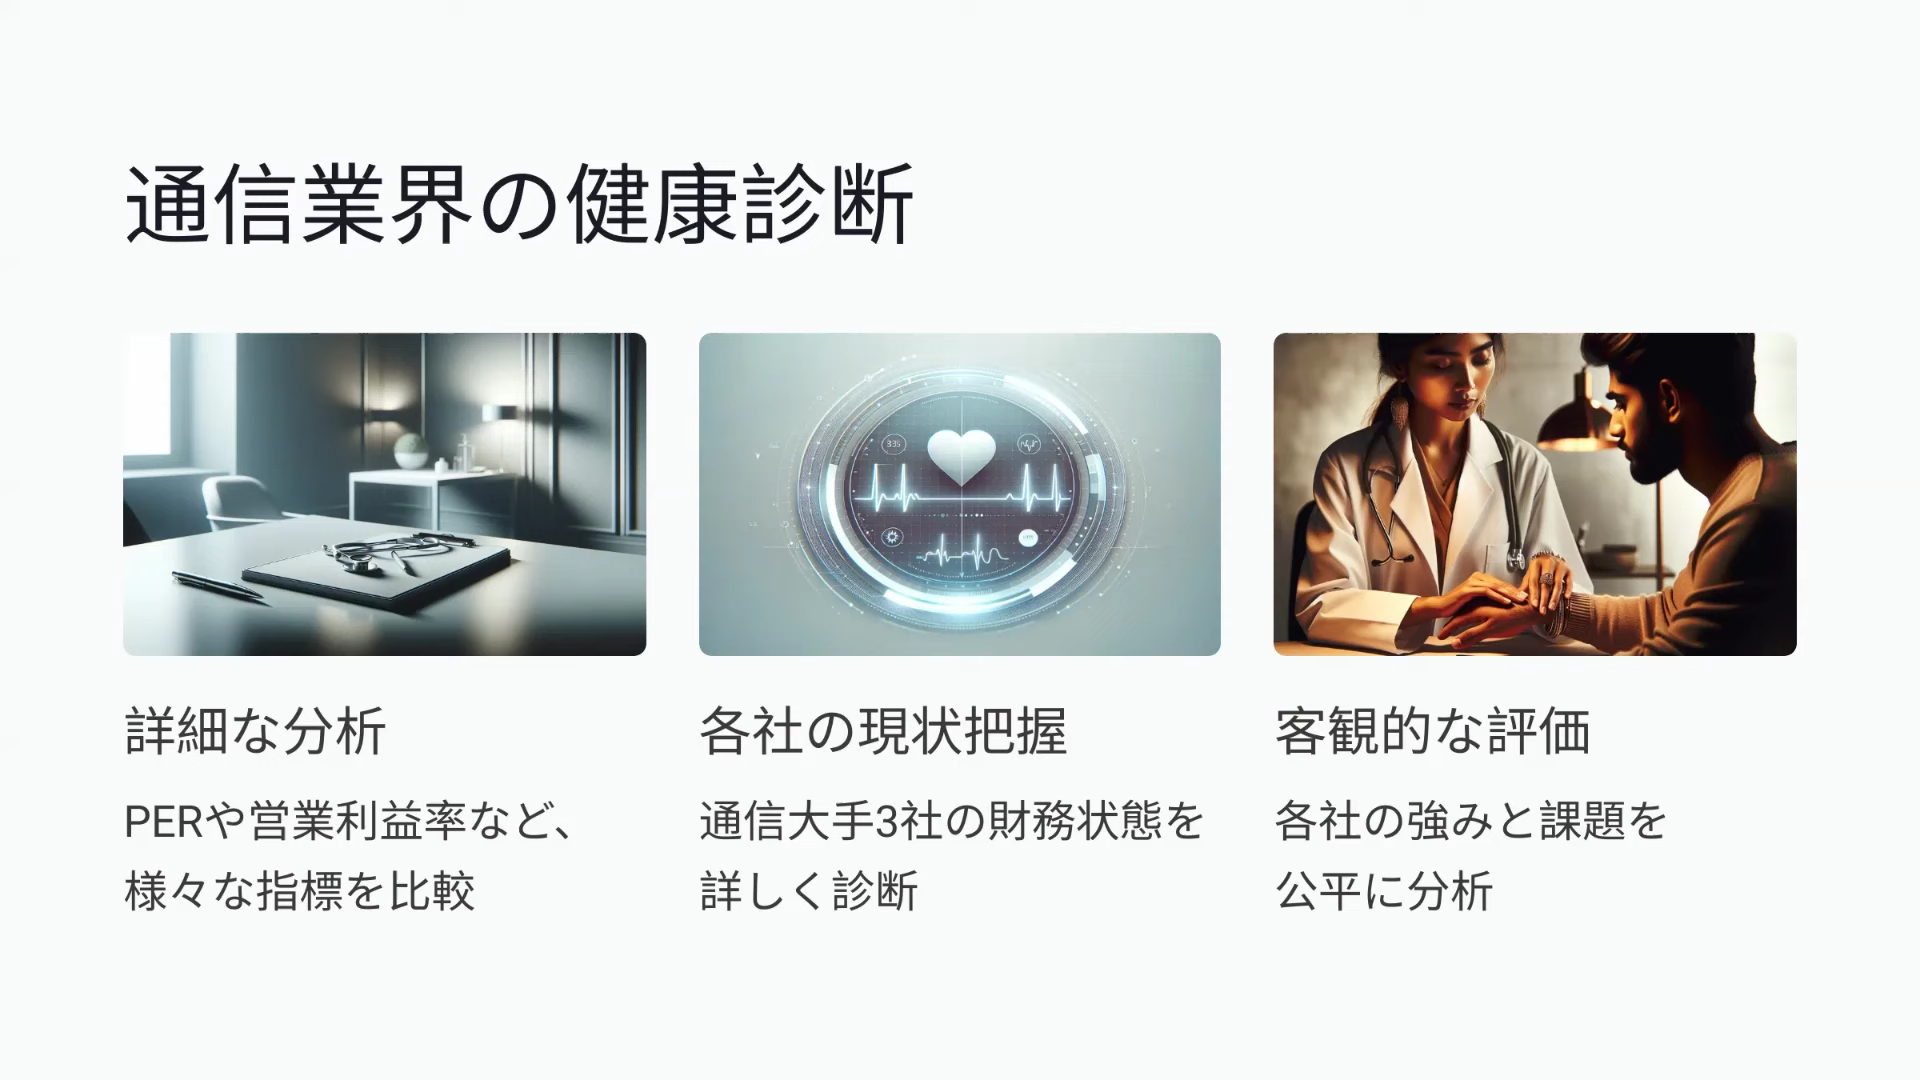 通信業界の健康診断
詳細な分析
PERや営業利益率など、
様々な指標を比較
各社の現状把握
通信大手3社の財務状態を
詳しく診断
客観的な評価
各社の強みと課題を
公平に分析